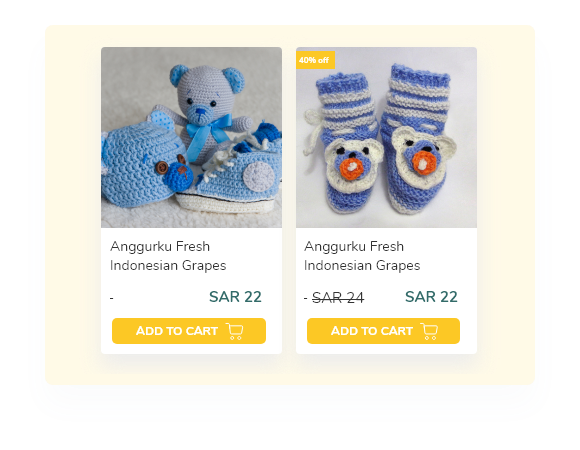 40% off
Anggurku Fresh
Indonesian Grapes
- SAR 22
ADD TO CART
Anggurku Fresh
Indonesian Grapes
- SAR 24 SAR 22
ADD TO CART